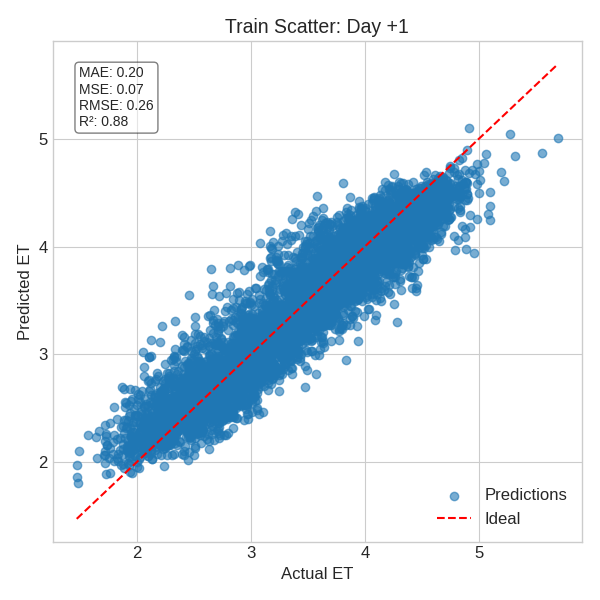 Train Scatter: Day +1
MAE: 0.20
MSE: 0.07
RMSE: 0.26
R²: 0.88
5
4
3
2
Predicted ET
Predictions
Ideal
2 3 4 5
Actual ET